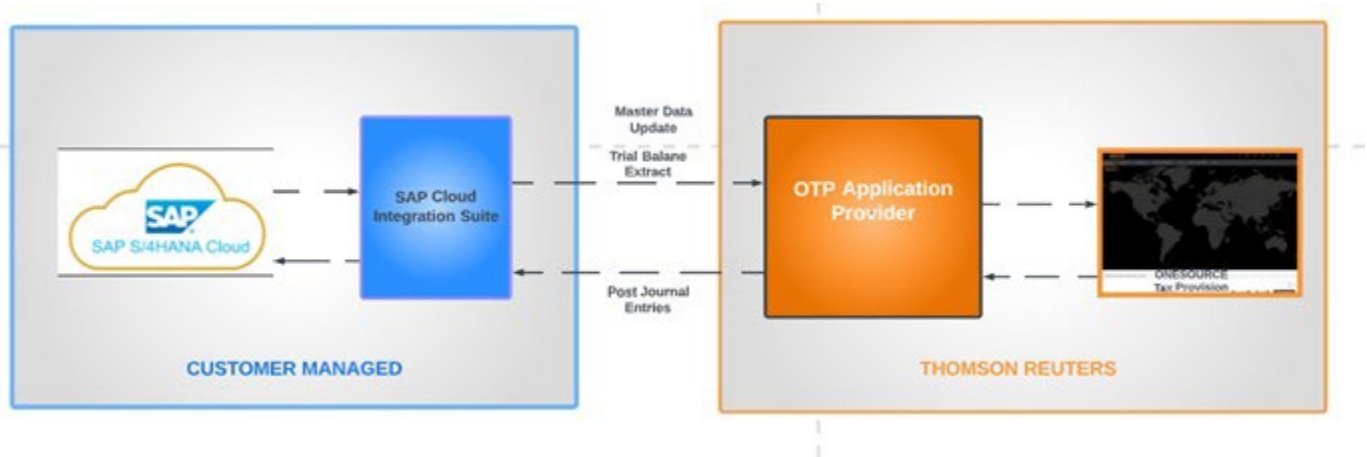 Master Data
Update
Trial Balane
Extract
SAP
SAP S/4HANA Cloud
SAP Cloud
Integration Suite
OTP Application
Provider
ONESOURCE
Tax Provision
Post Journal
Entries
CUSTOMER MANAGED
THOMSON REUTERS